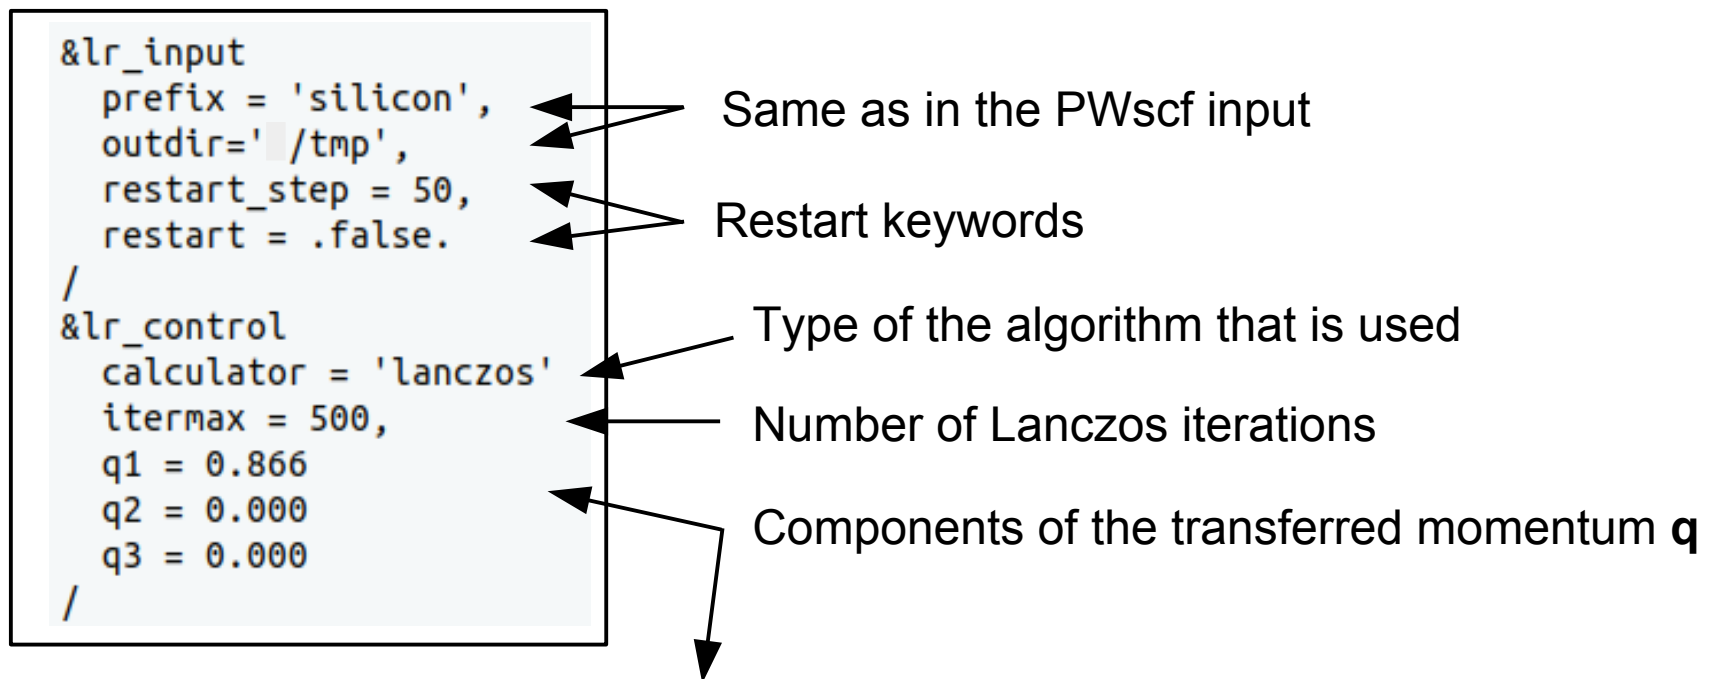 &lr_input
prefix = 'silicon',
outdir=' /tmp',
restart_step = 50,
restart = .false.
/
&lr_control
calculator = 'lanczos'
itermax = 500,
q1 = 0.866
q2 = 0.000
q3 = 0.000
/
Same as in the PWscf input
Restart keywords
Type of the algorithm that is used
Number of Lanczos iterations
Components of the transferred momentum q